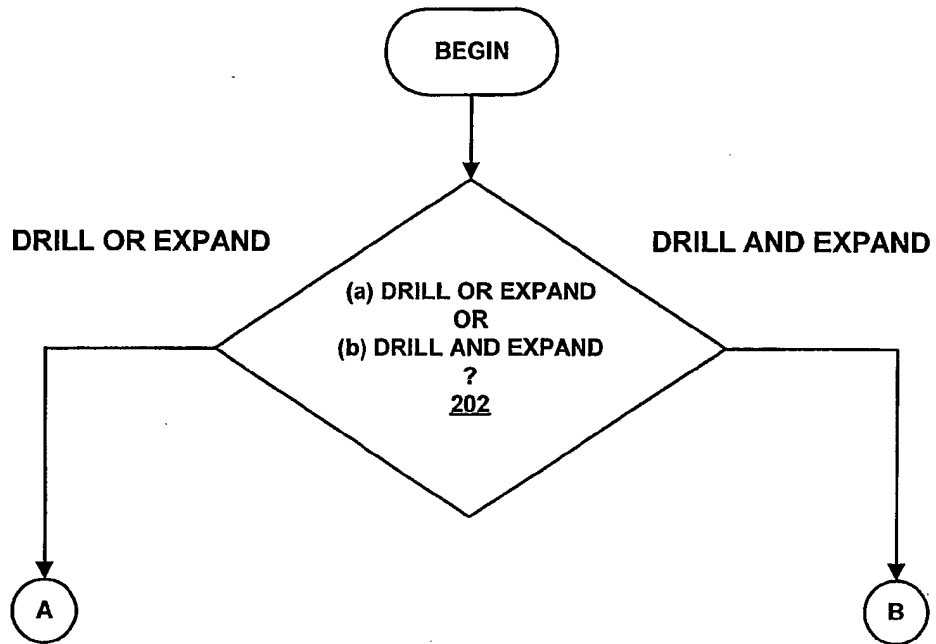 BEGIN
DRILL OR EXPAND
DRILL AND EXPAND
(a) DRILL OR EXPAND
OR
(b) DRILL AND EXPAND
?
202
A
B